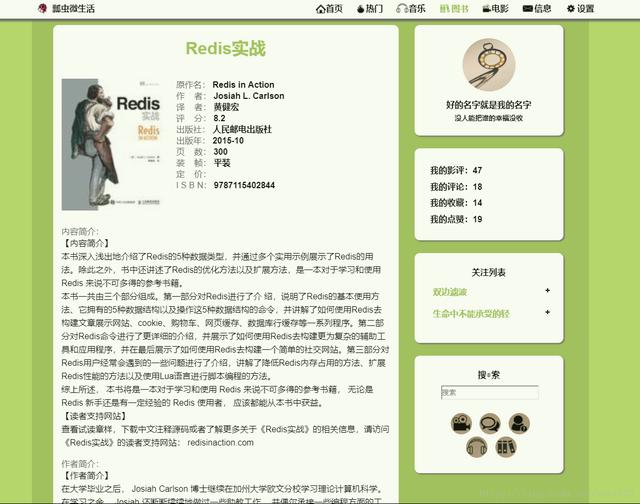 瓢虫微生活
首页 热门 音乐 图书 电影 信息 设置
Redis实战
Redis
实战
Redis
IN ACTION
原作名: Redis in Action
作 者: Josiah L. Carlson
译 者: 黄健宏
评 分: 8.2
出版社: 人民邮电出版社
出版年: 2015-10
页 数: 300
装 帧: 平装
定 价:
ISBN: 9787115402844
内容简介:
【内容简介】
本书深入浅出地介绍了Redis的5种数据类型，并通过多个实用示例展示了Redis的用
法。除此之外，书中还讲述了Redis的优化方法以及扩展方法，是一本对于学习和使用
Redis 来说不可多得的参考书籍。
本书一共由三个部分组成。第一部分对Redis进行了介 绍，说明了Redis的基本使用方
法、它拥有的5种数据结构以及操作这5种数据结构的命令，并讲解了如何使用Redis去
构建文章展示网站、cookie、购物车、网页缓存、数据库行缓存等一系列程序。第二部
分对Redis命令进行了更详细的介绍，并展示了如何使用Redis去构建更为复杂的辅助工
具和应用程序，并在最后展示了如何使用Redis去构建一个简单的社交网站。第三部分对
Redis用户经常会遇到的一些问题进行了介绍，讲解了降低Redis内存占用的方法、扩展
Redis性能的方法以及使用Lua语言进行脚本编程的方法。
综上所述， 本书将是一本对于学习和使用 Redis 来说不可多得的参考书籍， 无论是
Redis 新手还是有一定经验的 Redis 使用者， 应该都能从本书中获益。
【读者支持网站】
查看试读章样，下载中文注释源码或者了解更多关于《Redis实战》的相关信息，请访问
《Redis实战》的读者支持网站： redisinaction.com
作者简介:
【作者简介】
在大学毕业之后， Josiah Carlson 博士继续在加州大学欧文分校学习理论计算机科学。
在学习之余， Josiah 还断断续续地做过一些助教工作， 并偶尔承接一些编程方面的工
好的名字就是我的名字
没人能把谁的幸福没收
我的影评: 47
我的评论: 18
我的收藏: 14
我的点赞: 19
关注列表
双边滤波 +
生命中不能承受的轻 +
搜+索
搜索